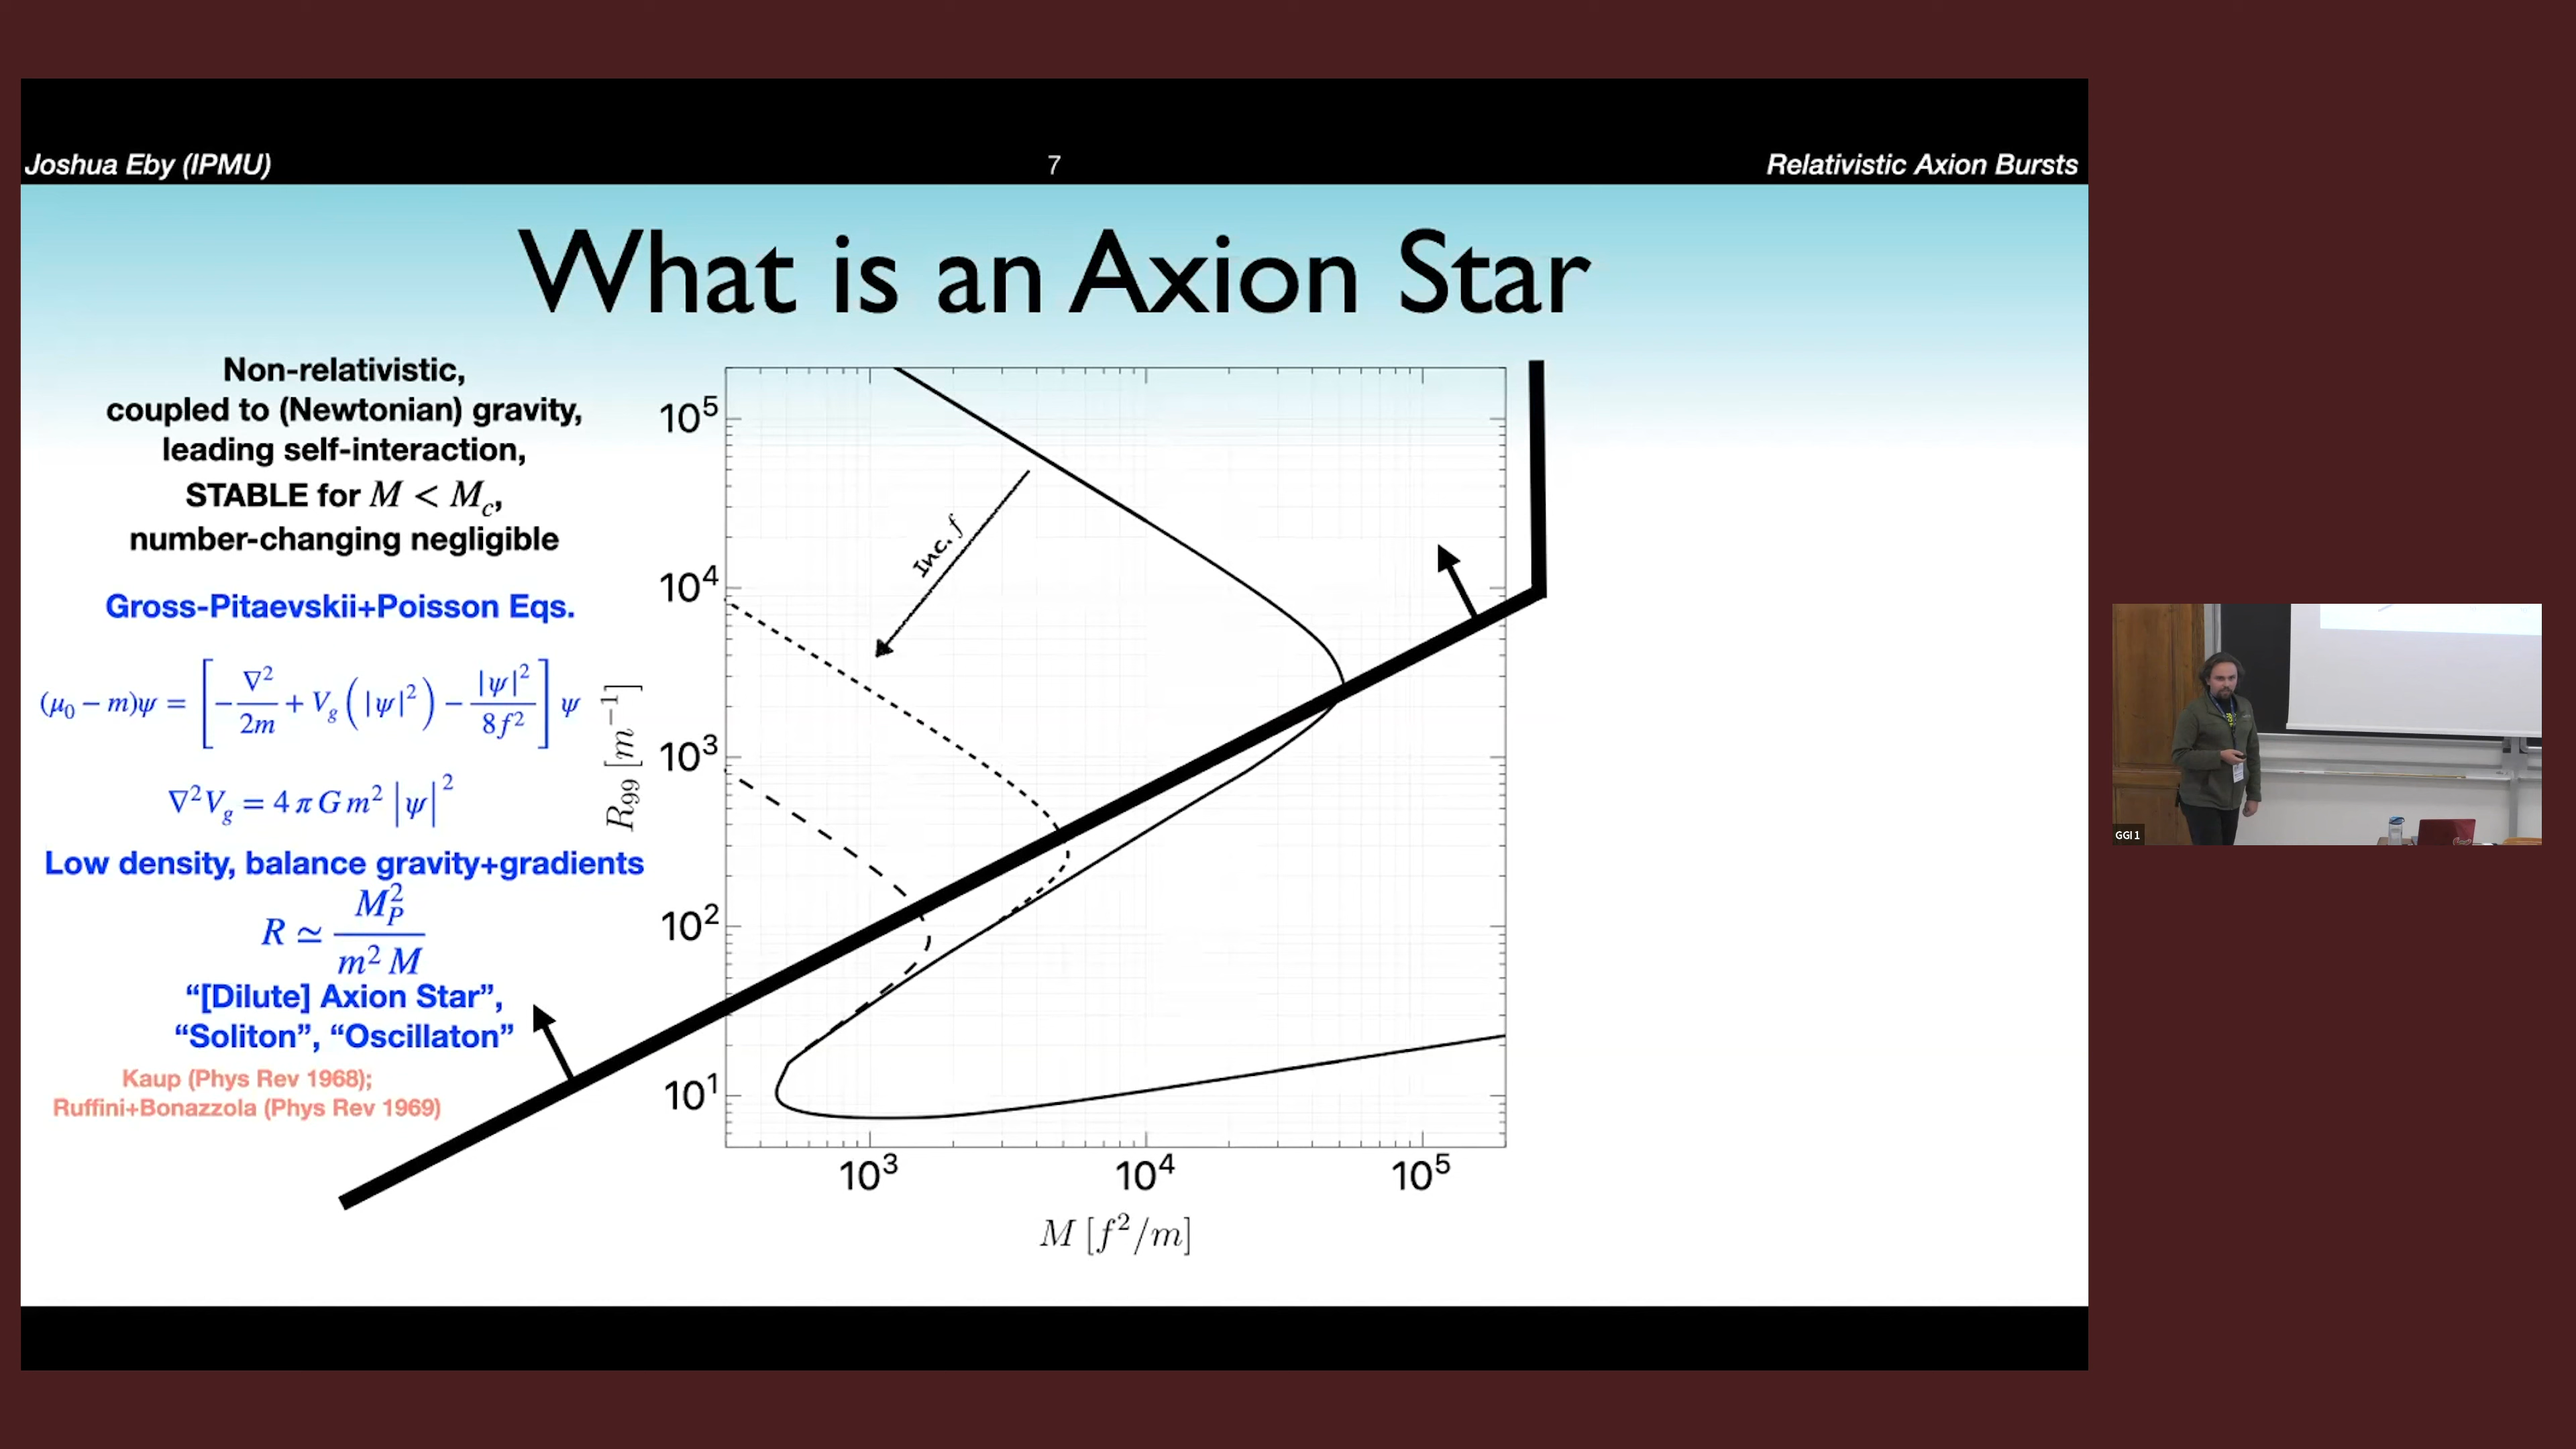 Joshua Eby (IPMU)
7
Relativistic Axion Bursts
What is an Axion Star
Non-relativistic,
coupled to (Newtonian) gravity,
leading self-interaction,
STABLE for M < M_c,
number-changing negligible
Gross-Pitaevskii+Poisson Eqs.
(μ₀ − m)ψ = [−∇²/2m + V_g(|ψ|²) − |ψ|²/8f²] ψ
∇²V_g = 4 π G m² |ψ|²
Low density, balance gravity+gradients
R ≃ M_P²/m² M
“[Dilute] Axion Star”,
“Soliton”, “Oscillaton”
Kaup (Phys Rev 1968);
Ruffini+Bonazzola (Phys Rev 1969)
R₉₉ [m⁻¹]
10⁵
10⁴
10³
10²
10¹
Inc. f
10³ 10⁴ 10⁵
M [f²/m]
GGI 1